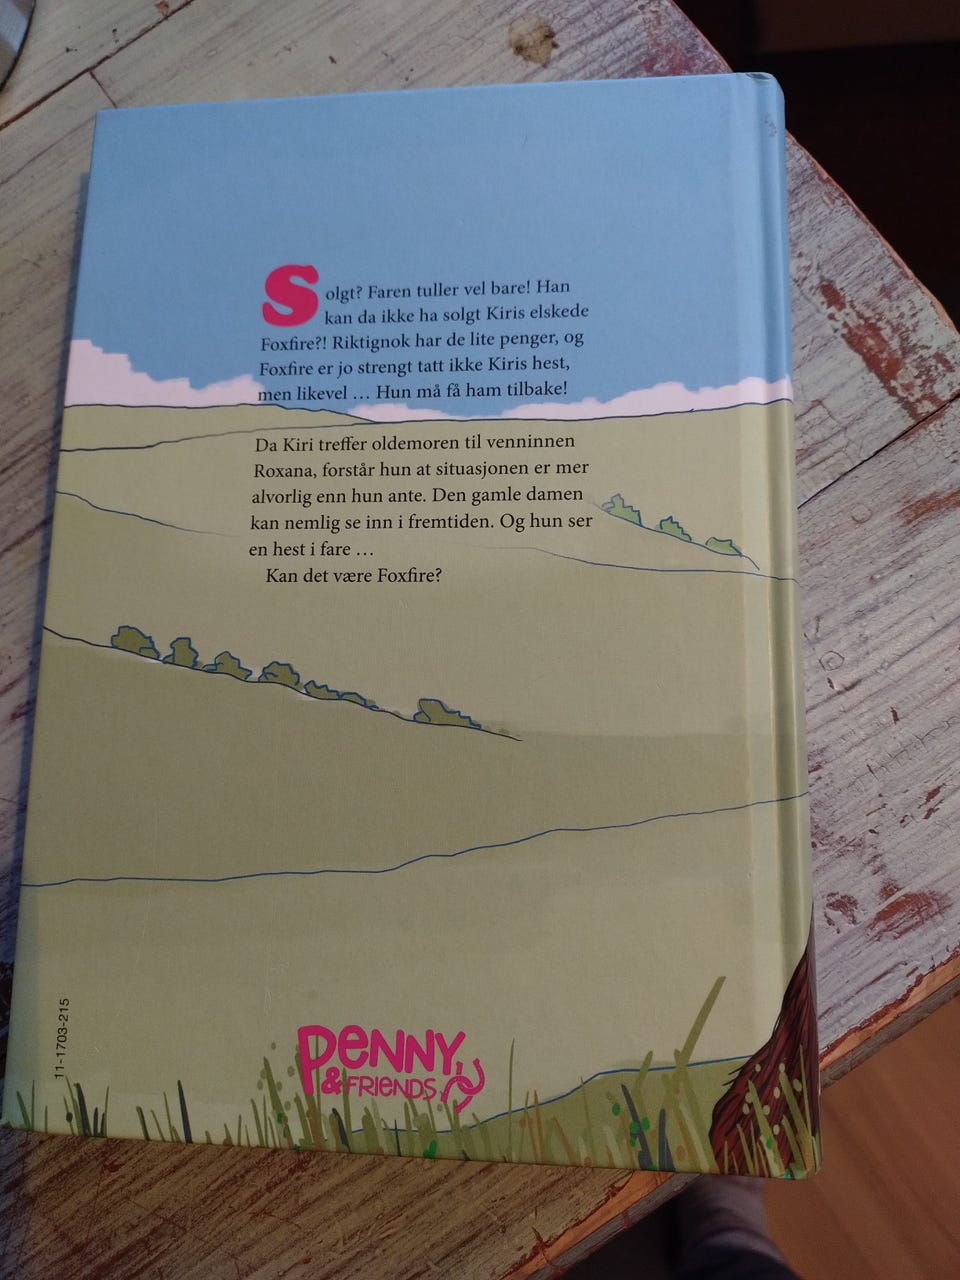 Solgt? Faren tuller vel bare! Han
kan da ikke ha solgt Kiris elskede
Foxfire?! Riktignok har de lite penger, og
Foxfire er jo strengt tatt ikke Kiris hest,
men likevel … Hun må få ham tilbake!
Da Kiri treffer oldemoren til venninnen
Roxana, forstår hun at situasjonen er mer
alvorlig enn hun ante. Den gamle damen
kan nemlig se inn i fremtiden. Og hun ser
en hest i fare …
Kan det være Foxfire?
11-1703-215
PENNY
& FRIENDS